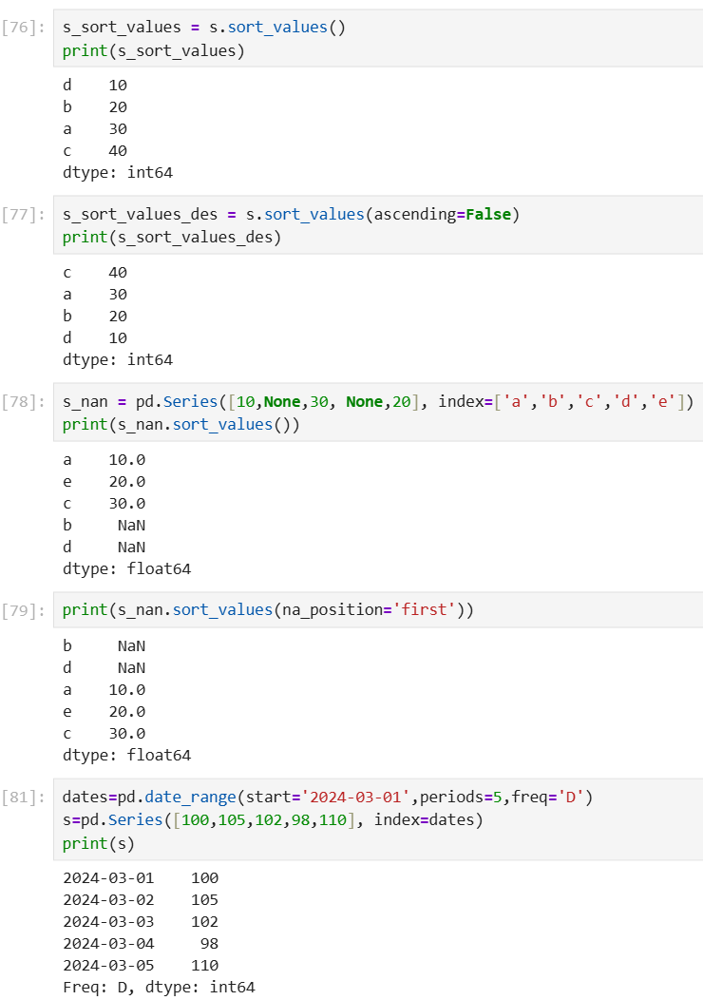 [76]: s_sort_values = s.sort_values()
print(s_sort_values)
d    10
b    20
a    30
c    40
dtype: int64
[77]: s_sort_values_des = s.sort_values(ascending=False)
print(s_sort_values_des)
c    40
a    30
b    20
d    10
dtype: int64
[78]: s_nan = pd.Series([10,None,30, None,20], index=['a','b','c','d','e'])
print(s_nan.sort_values())
a    10.0
e    20.0
c    30.0
b     NaN
d     NaN
dtype: float64
[79]: print(s_nan.sort_values(na_position='first'))
b     NaN
d     NaN
a    10.0
e    20.0
c    30.0
dtype: float64
[81]: dates=pd.date_range(start='2024-03-01',periods=5,freq='D')
s=pd.Series([100,105,102,98,110], index=dates)
print(s)
2024-03-01    100
2024-03-02    105
2024-03-03    102
2024-03-04     98
2024-03-05    110
Freq: D, dtype: int64